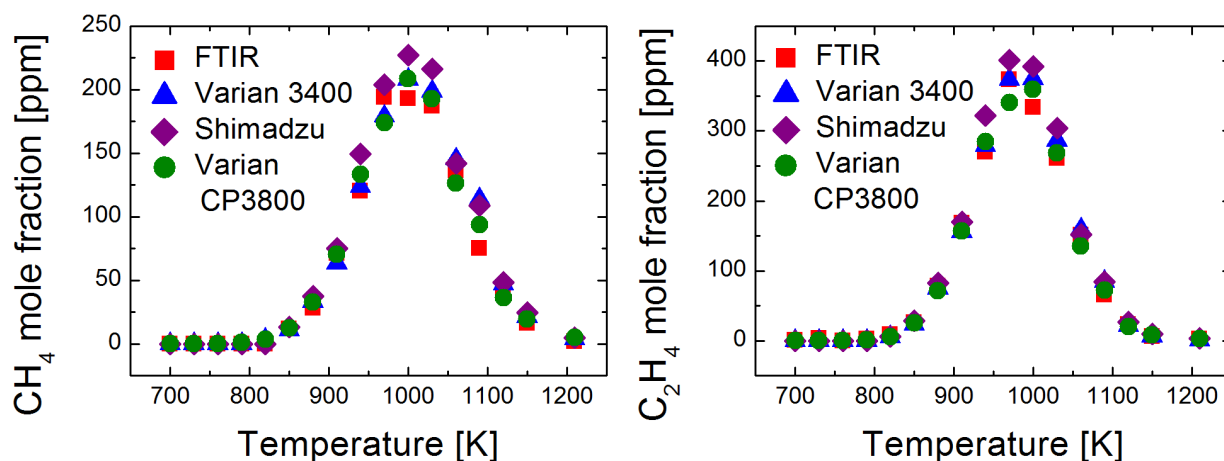 CH₄ mole fraction [ppm]
250
200
150
100
50
0
FTIR
Varian 3400
Shimadzu
Varian
CP3800
700 800 900 1000 1100 1200
Temperature [K]
C₂H₄ mole fraction [ppm]
400
300
200
100
0
FTIR
Varian 3400
Shimadzu
Varian
CP3800
700 800 900 1000 1100 1200
Temperature [K]